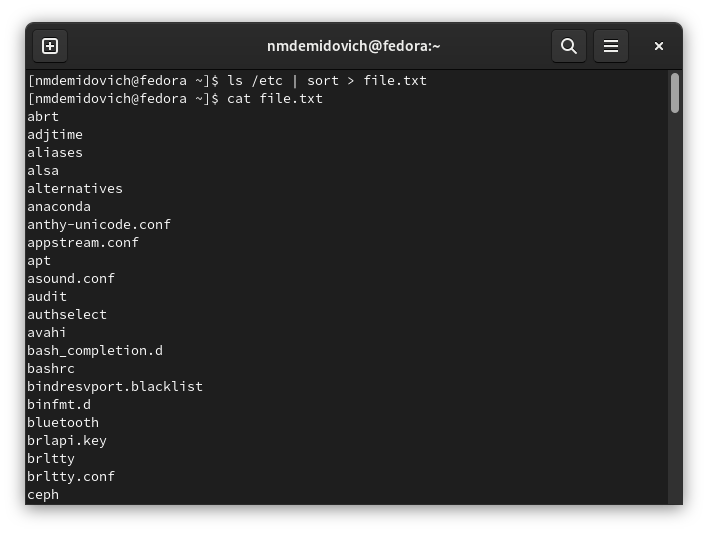 nmdemidovich@fedora:~
[nmdemidovich@fedora ~]$ ls /etc | sort > file.txt
[nmdemidovich@fedora ~]$ cat file.txt
abrt
adjtime
aliases
alsa
alternatives
anaconda
anthy-unicode.conf
appstream.conf
apt
asound.conf
audit
authselect
avahi
bash_completion.d
bashrc
bindresvport.blacklist
binfmt.d
bluetooth
brlapi.key
brltty
brltty.conf
ceph